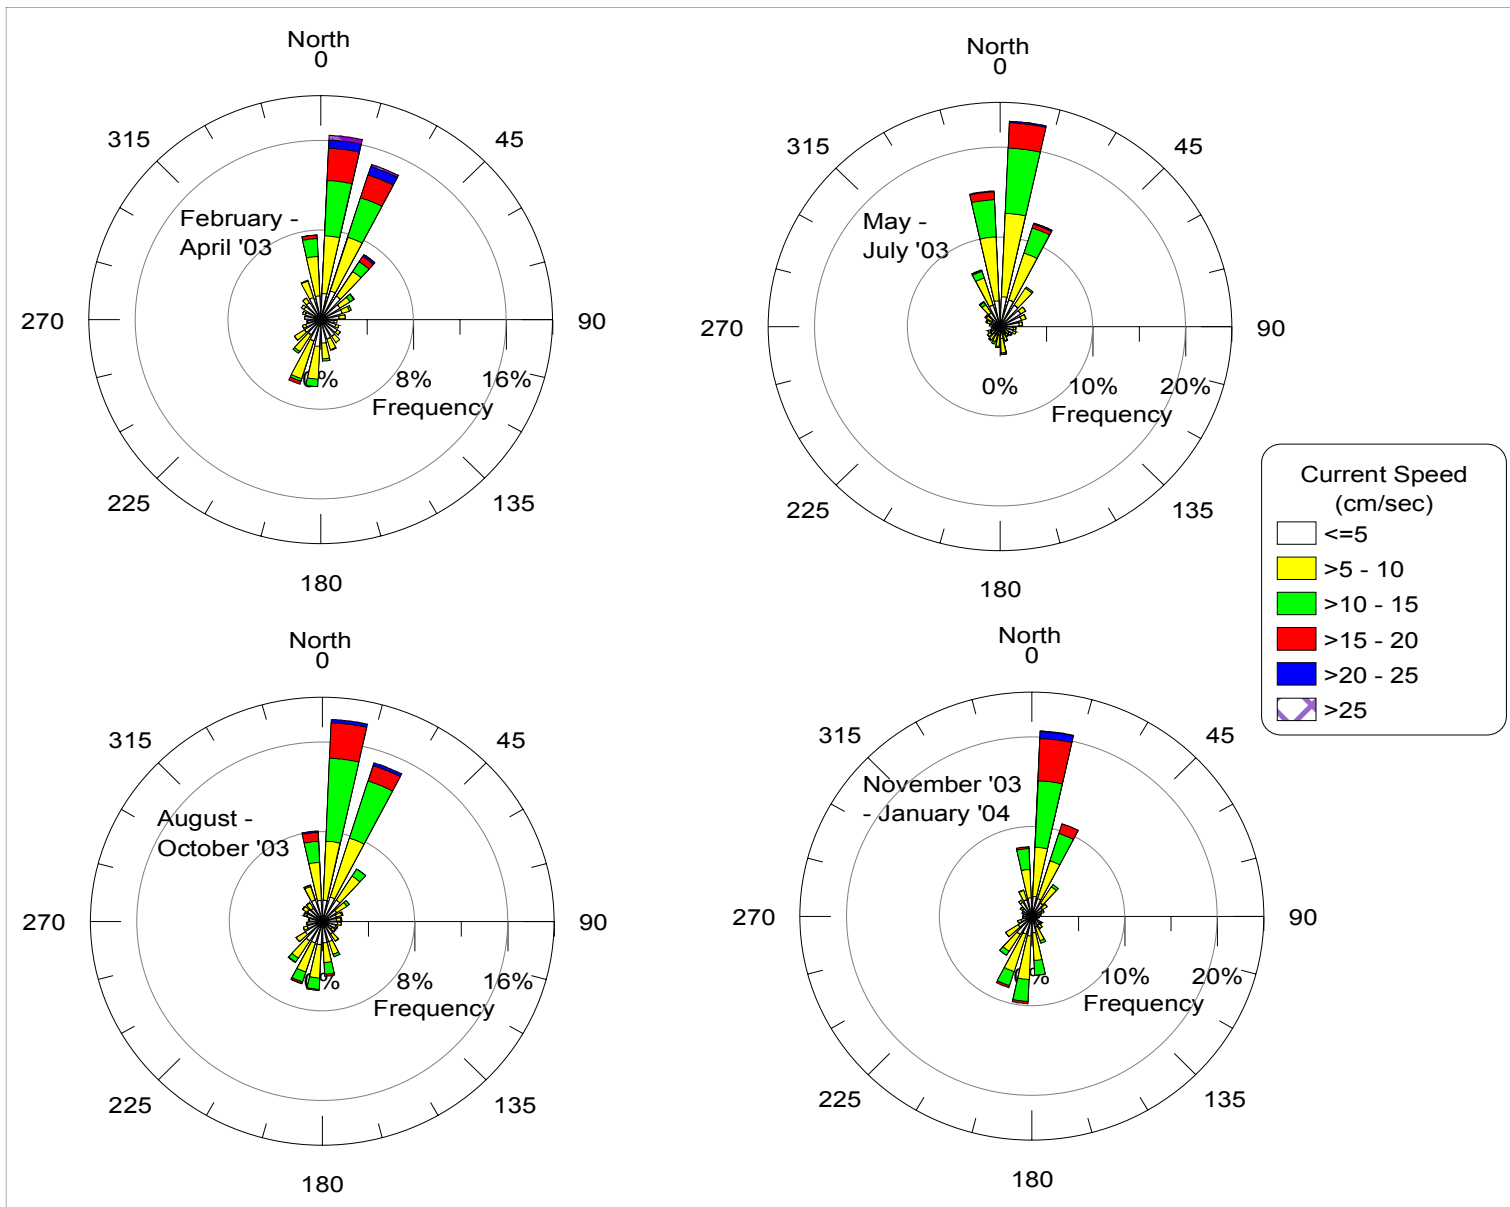 North
0
315
45
February -
April '03
270
90
0%
8%
16%
Frequency
225
135
180
North
0
315
45
May -
July '03
270
90
0%
10%
20%
Frequency
225
135
180
Current Speed
(cm/sec)
<=5
>5 - 10
>10 - 15
>15 - 20
>20 - 25
>25
North
0
315
45
August -
October '03
270
90
0%
8%
16%
Frequency
225
135
180
North
0
315
45
November '03
- January '04
270
90
0%
10%
20%
Frequency
225
135
180